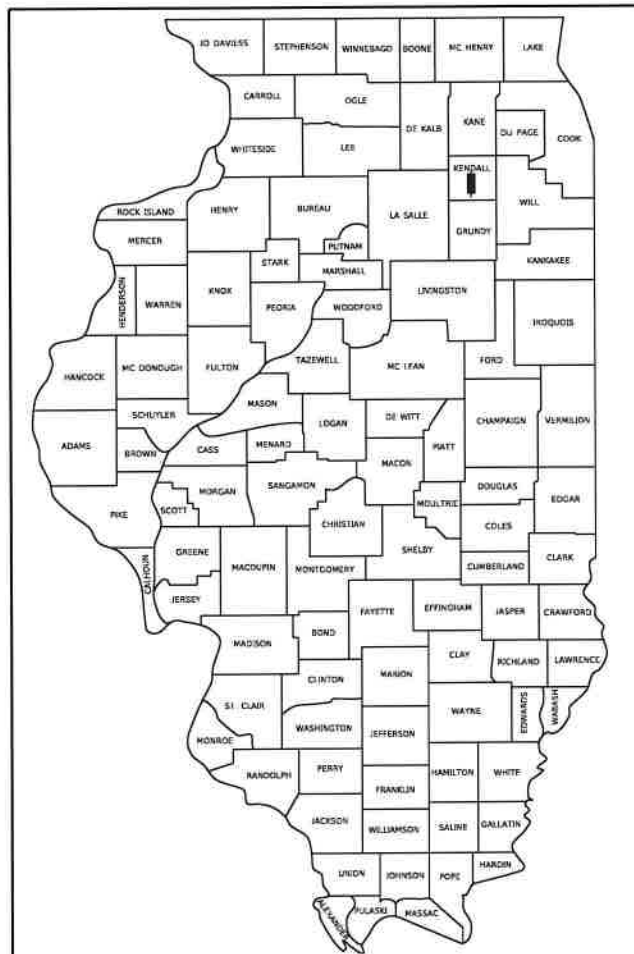 JO DAVIESS
STEPHENSON
WINNEBAGO
BOONE
MC HENRY
LAKE
CARROLL
OGLE
DE KALB
KANE
DU PAGE
COOK
WHITESIDE
LEE
KENDALL
WILL
ROCK ISLAND
HENRY
BUREAU
LA SALLE
GRUNDY
MERCER
PUTNAM
KANKAKEE
STARK
MARSHALL
HENDERSON
WARREN
KNOX
PEORIA
WOODFORD
LIVINGSTON
IROQUOIS
HANCOCK
MC DONOUGH
FULTON
TAZEWELL
MC LEAN
FORD
MASON
SCHUYLER
LOGAN
DE WITT
CHAMPAIGN
VERMILION
ADAMS
BROWN
CASS
MENARD
MACON
PIATT
PIKE
SCOTT
MORGAN
SANGAMON
CHRISTIAN
MOULTRIE
DOUGLAS
EDGAR
COLES
CALHOUN
GREENE
MACOUPIN
MONTGOMERY
SHELBY
CUMBERLAND
CLARK
JERSEY
FAYETTE
EFFINGHAM
JASPER
CRAWFORD
MADISON
BOND
CLAY
RICHLAND
LAWRENCE
CLINTON
MARION
ST. CLAIR
WAYNE
EDWARDS
WABASH
MONROE
WASHINGTON
JEFFERSON
RANDOLPH
PERRY
HAMILTON
WHITE
FRANKLIN
JACKSON
WILLIAMSON
SALINE
GALLATIN
UNION
JOHNSON
POPE
HARDIN
ALEXANDER
PULASKI
MASSAC